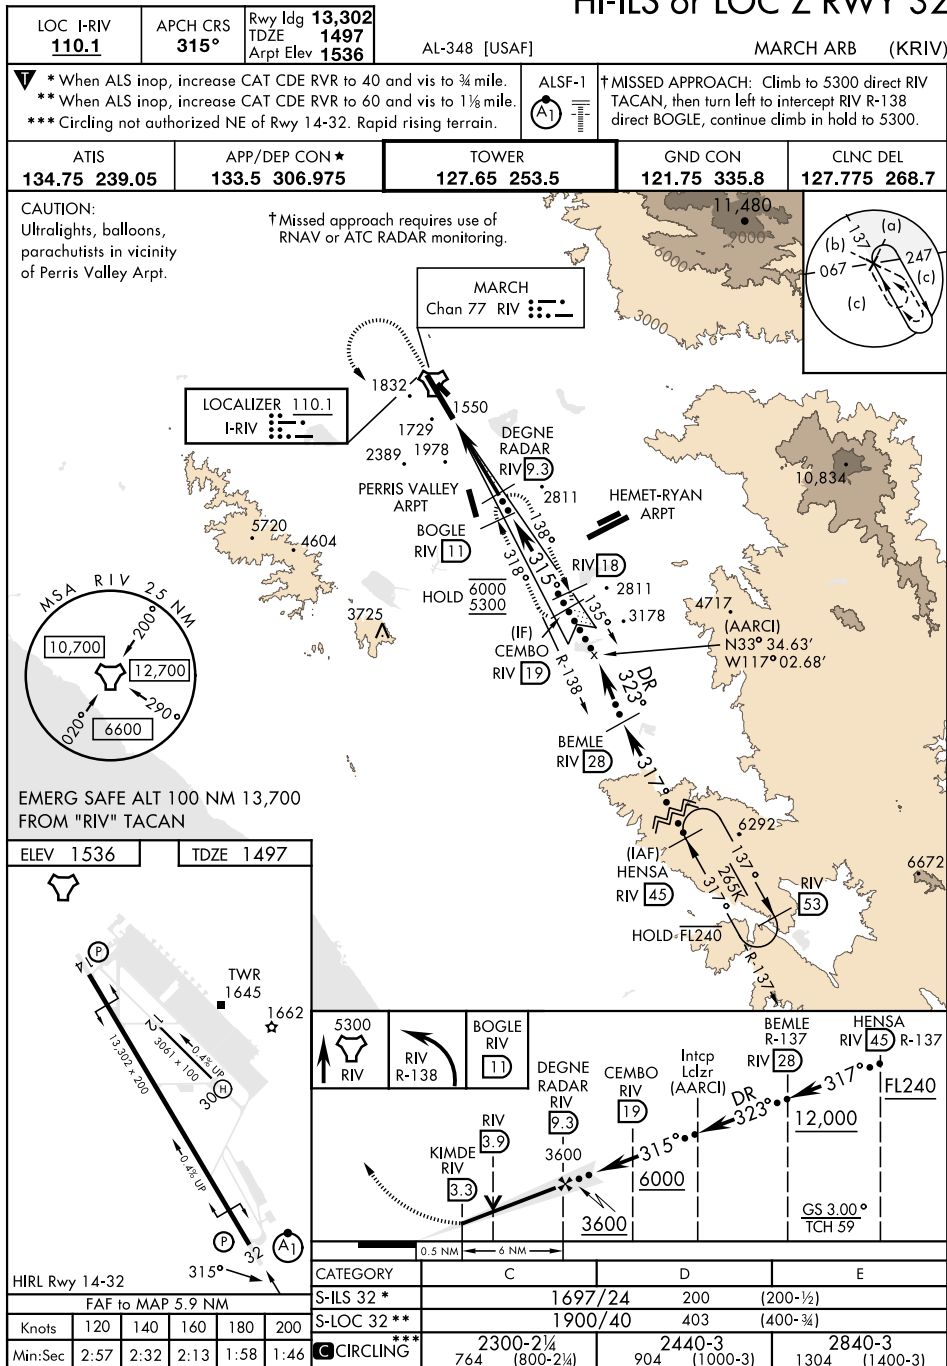 HI-ILS or LOC Z RWY 32
LOC I-RIV
110.1
APCH CRS
315°
Rwy ldg 13,302
TDZE 1497
Arpt Elev 1536
AL-348 [USAF]
MARCH ARB (KRIV)
T
* When ALS inop, increase CAT CDE RVR to 40 and vis to ¾ mile.
** When ALS inop, increase CAT CDE RVR to 60 and vis to 1⅛ mile.
*** Circling not authorized NE of Rwy 14-32. Rapid rising terrain.
ALSF-1
A1
† MISSED APPROACH: Climb to 5300 direct RIV
TACAN, then turn left to intercept RIV R-138
direct BOGLE, continue climb in hold to 5300.
ATIS
134.75 239.05
APP/DEP CON ★
133.5 306.975
TOWER
127.65 253.5
GND CON
121.75 335.8
CLNC DEL
127.775 268.7
CAUTION:
Ultralights, balloons,
parachutists in vicinity
of Perris Valley Arpt.
† Missed approach requires use of
RNAV or ATC RADAR monitoring.
11,480
9000
6000
3000
137
(a)
(b)
067
247
(c)
(c)
MARCH
Chan 77 RIV
LOCALIZER 110.1
I-RIV
1832
1550
1729
2389
1978
DEGNE
RADAR
RIV 9.3
2811
PERRIS VALLEY
ARPT
HEMET-RYAN
ARPT
BOGLE
RIV 11
138°
315°
318°
HOLD 6000
5300
RIV 18
2811
135°
3178
4717
10,834
5720
4604
3725
(IF)
CEMBO
RIV 19
R-138
(AARCI)
N33° 34.63'
W117° 02.68'
DR
323°
BEMLE
RIV 28
317°
MSA RIV 25 NM
200°
10,700
12,700
020°
290°
6600
EMERG SAFE ALT 100 NM 13,700
FROM "RIV" TACAN
6292
(IAF)
HENSA
RIV 45
137°
265K
317°
RIV
53
HOLD FL240
R-137
6672
ELEV 1536
TDZE 1497
P
14
TWR
1645
1662
13,302 x 200
12
3061 x 100
0.4% UP
30
H
0.4% UP
P
32
A1
315°
HIRL Rwy 14-32
FAF to MAP 5.9 NM
Knots 120 140 160 180 200
Min:Sec 2:57 2:32 2:13 1:58 1:46
5300
RIV
RIV
R-138
BOGLE
RIV
11
KIMDE
RIV
3.3
RIV
3.9
DEGNE
RADAR
RIV
9.3
3600
CEMBO
RIV
19
Intcp
Lclzr
(AARCI)
BEMLE
R-137
RIV 28
HENSA
RIV 45 R-137
FL240
317°
12,000
DR
323°
315°
6000
3600
GS 3.00°
TCH 59
0.5 NM
6 NM
CATEGORY C D E
S-ILS 32 * 1697/24 200 (200-½)
S-LOC 32 ** 1900/40 403 (400-¾)
C CIRCLING *** 2300-2¼ 2440-3 2840-3
764 (800-2¼) 904 (1000-3) 1304 (1400-3)